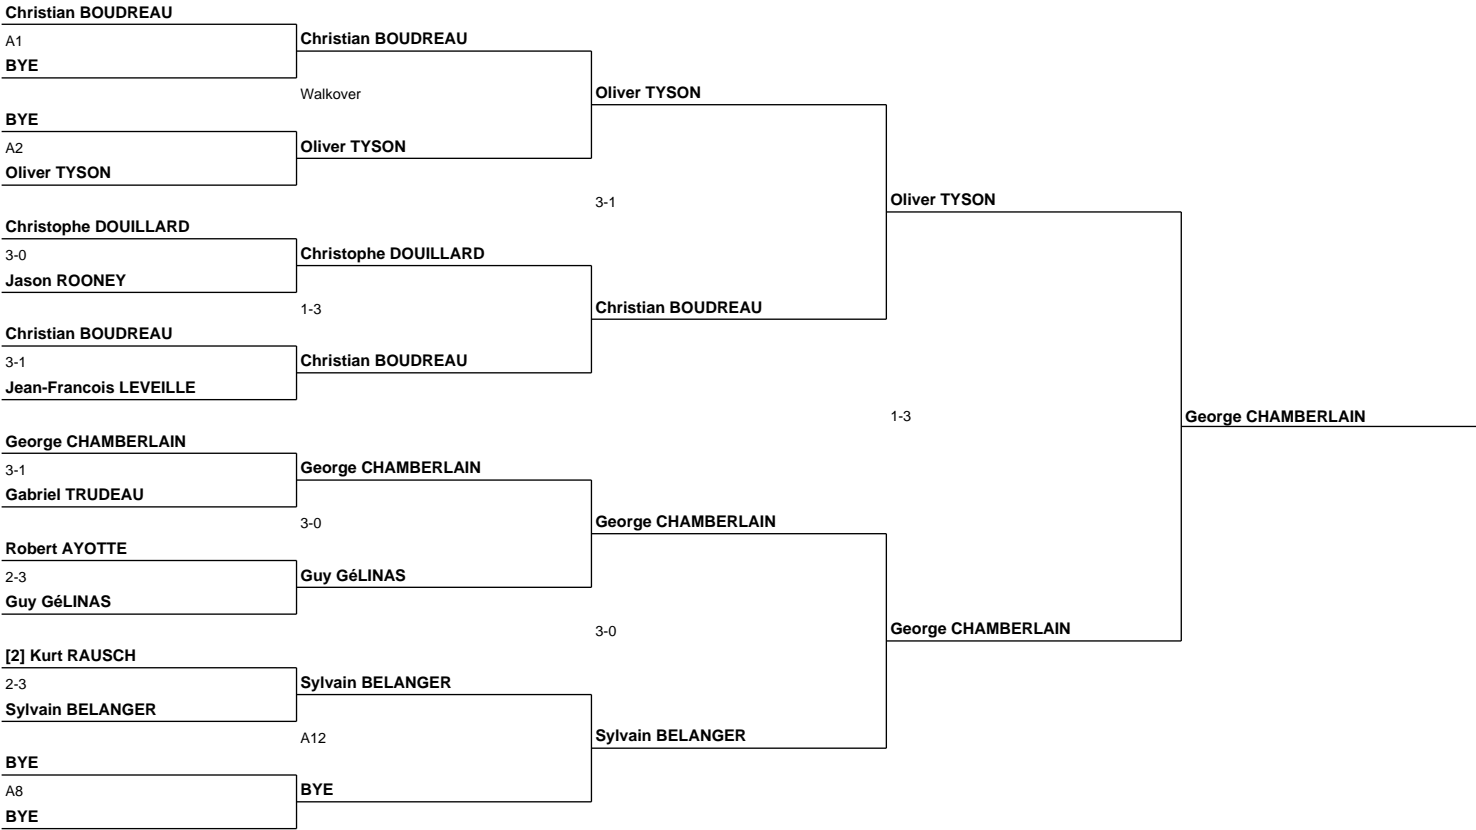 Christian BOUDREAU
A1
BYE
Christian BOUDREAU
Walkover
BYE
A2
Oliver TYSON
Oliver TYSON
Oliver TYSON
3-1
Christophe DOUILLARD
3-0
Jason ROONEY
Christophe DOUILLARD
1-3
Christian BOUDREAU
3-1
Jean-Francois LEVEILLE
Christian BOUDREAU
Christian BOUDREAU
Oliver TYSON
1-3
George CHAMBERLAIN
George CHAMBERLAIN
3-1
Gabriel TRUDEAU
George CHAMBERLAIN
3-0
Robert AYOTTE
2-3
Guy GéLINAS
Guy GéLINAS
George CHAMBERLAIN
3-0
George CHAMBERLAIN
[2] Kurt RAUSCH
2-3
Sylvain BELANGER
Sylvain BELANGER
A12
BYE
A8
BYE
BYE
Sylvain BELANGER